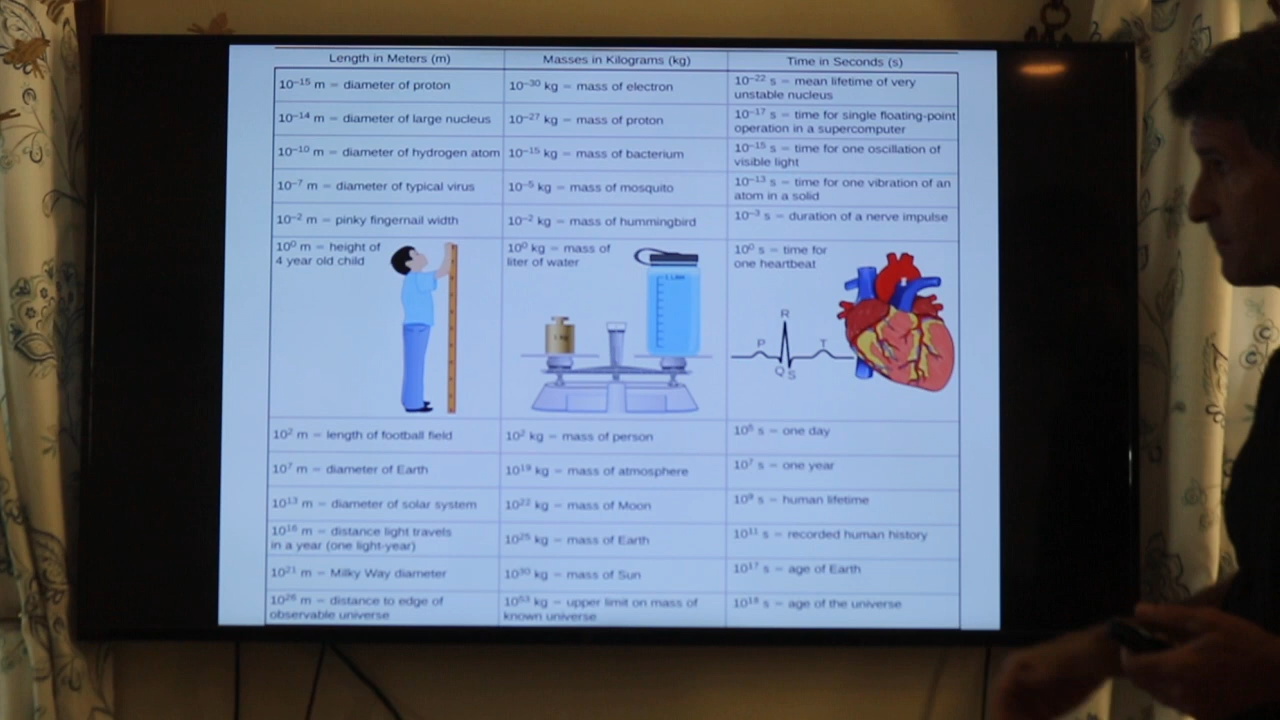 Length in Meters (m)
Masses in Kilograms (kg)
Time in Seconds (s)
10⁻¹⁵ m = diameter of proton
10⁻³⁰ kg = mass of electron
10⁻²² s = mean lifetime of very
unstable nucleus
10⁻¹⁴ m = diameter of large nucleus
10⁻²⁷ kg = mass of proton
10⁻¹⁷ s = time for single floating-point
operation in a supercomputer
10⁻¹⁰ m = diameter of hydrogen atom
10⁻¹⁵ kg = mass of bacterium
10⁻¹⁵ s = time for one oscillation of
visible light
10⁻⁷ m = diameter of typical virus
10⁻⁵ kg = mass of mosquito
10⁻¹³ s = time for one vibration of an
atom in a solid
10⁻² m = pinky fingernail width
10⁻² kg = mass of hummingbird
10⁻³ s = duration of a nerve impulse
10⁰ m = height of
4 year old child
10⁰ kg = mass of
liter of water
10⁰ s = time for
one heartbeat
P
R
Q
S
T
10² m = length of football field
10² kg = mass of person
10⁵ s = one day
10⁷ m = diameter of Earth
10¹⁹ kg = mass of atmosphere
10⁷ s = one year
10¹³ m = diameter of solar system
10²² kg = mass of Moon
10⁹ s = human lifetime
10¹⁶ m = distance light travels
in a year (one light-year)
10²⁵ kg = mass of Earth
10¹¹ s = recorded human history
10²¹ m = Milky Way diameter
10³⁰ kg = mass of Sun
10¹⁷ s = age of Earth
10²⁶ m = distance to edge of
observable universe
10⁵³ kg = upper limit on mass of
known universe
10¹⁸ s = age of the universe